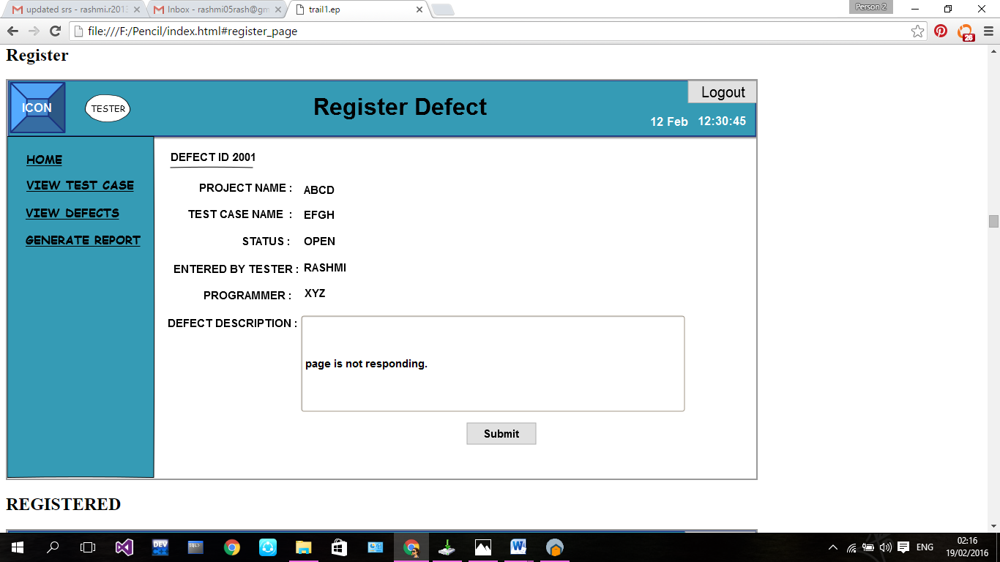 updated srs - rashmi.r2013
Inbox - rashmi05rash@gm
trail1.ep
Person 2
file:///F:/Pencil/index.html#register_page
26
Register
ICON
TESTER
Register Defect
Logout
12 Feb 12:30:45
HOME
VIEW TEST CASE
VIEW DEFECTS
GENERATE REPORT
DEFECT ID 2001
PROJECT NAME : ABCD
TEST CASE NAME : EFGH
STATUS : OPEN
ENTERED BY TESTER : RASHMI
PROGRAMMER : XYZ
DEFECT DESCRIPTION :
page is not responding.
Submit
REGISTERED
DEV
SQL
ENG
02:16
19/02/2016